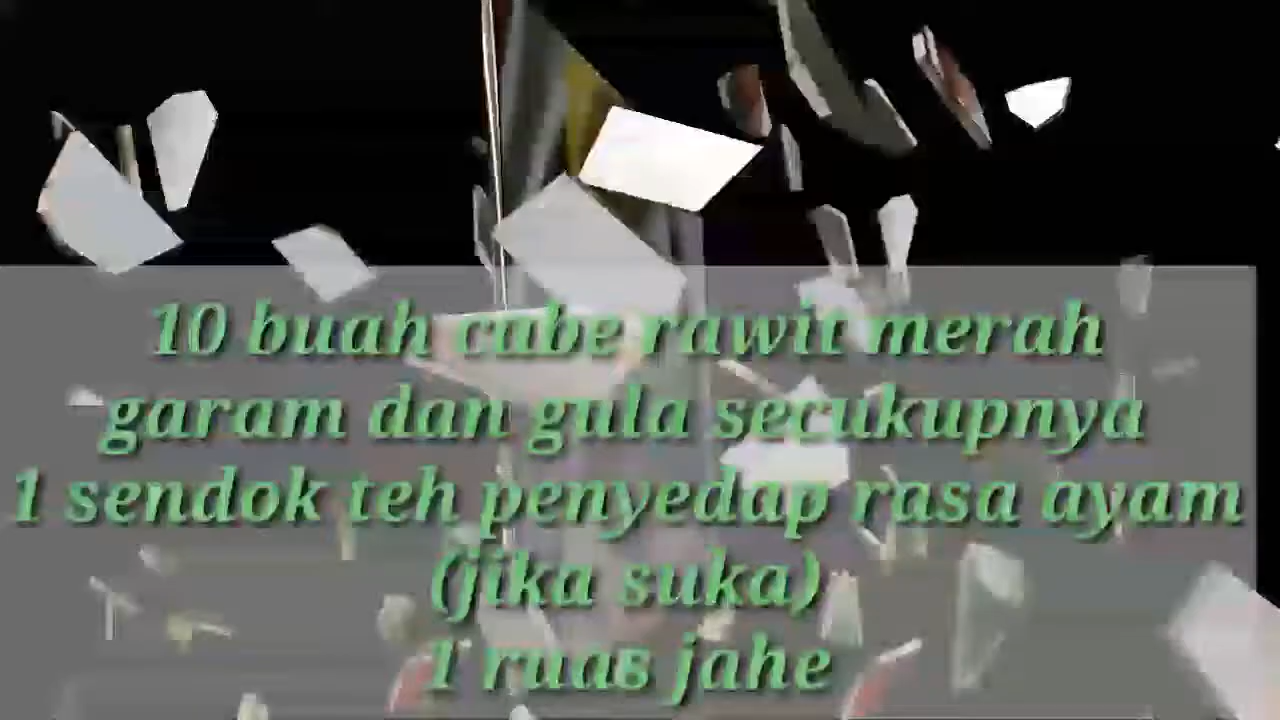 10 buah cabe rawit merah
garam dan gula secukupnya
1 sendok teh penyedap rasa ayam
(jika suka)
1 ruas jahe